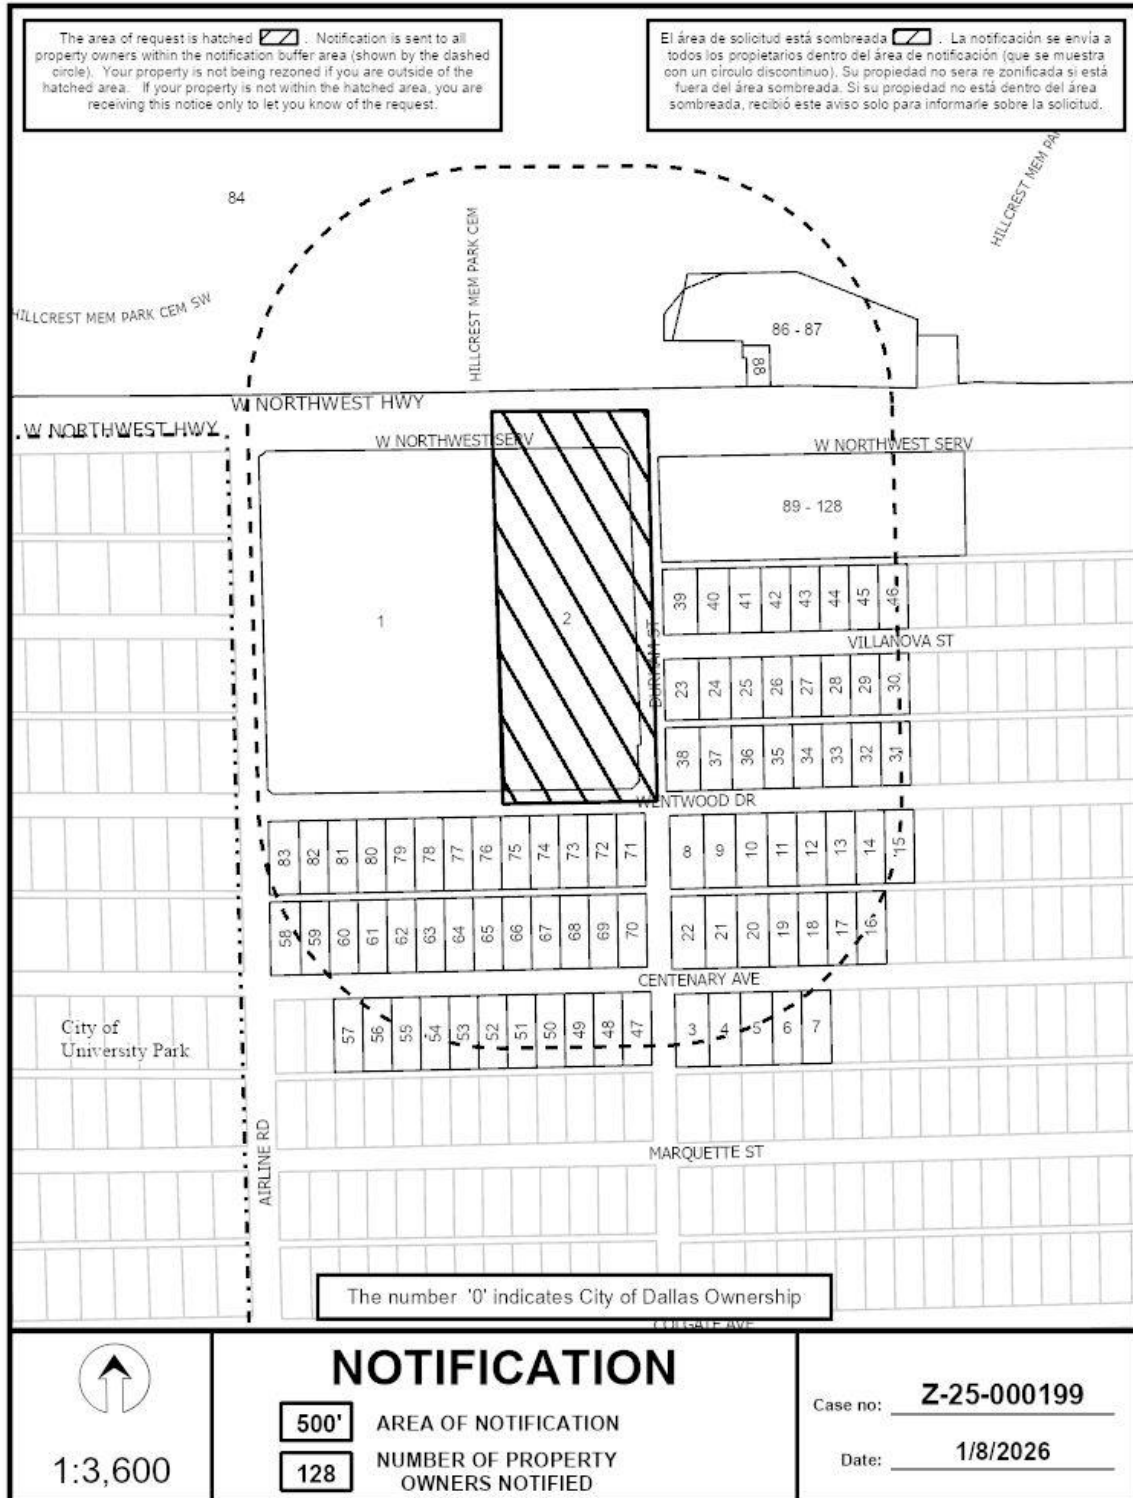 The area of request is hatched . Notification is sent to all
property owners within the notification buffer area (shown by the dashed
circle). Your property is not being rezoned if you are outside of the
hatched area. If your property is not within the hatched area, you are
receiving this notice only to let you know of the request.
El área de solicitud está sombreada . La notificación se envía a
todos los propietarios dentro del área de notificación (que se muestra
con un círculo discontinuo). Su propiedad no sera re zonificada si está
fuera del área sombreada. Si su propiedad no está dentro del área
sombreada, recibió este aviso solo para informarle sobre la solicitud.
84
HILLCREST MEM PARK CEM
HILLCREST MEM PAR
HILLCREST MEM PARK CEM SW
86 - 87
88
W NORTHWEST HWY
W NORTHWEST HWY
W NORTHWEST SERV
W NORTHWEST SERV
89 - 128
1
2
DURHAM ST
39 40 41 42 43 44 45 46
VILLANOVA ST
23 24 25 26 27 28 29 30
38 37 36 35 34 33 32 31
WENTWOOD DR
83 82 81 80 79 78 77 76 75 74 73 72 71
8 9 10 11 12 13 14 15
58 59 60 61 62 63 64 65 66 67 68 69 70
22 21 20 19 18 17 16
CENTENARY AVE
57 56 55 54 53 52 51 50 49 48 47
3 4 5 6 7
City of
University Park
AIRLINE RD
MARQUETTE ST
The number '0' indicates City of Dallas Ownership
COLGATE AVE
1:3,600
NOTIFICATION
500' AREA OF NOTIFICATION
128 NUMBER OF PROPERTY
OWNERS NOTIFIED
Case no: Z-25-000199
Date: 1/8/2026